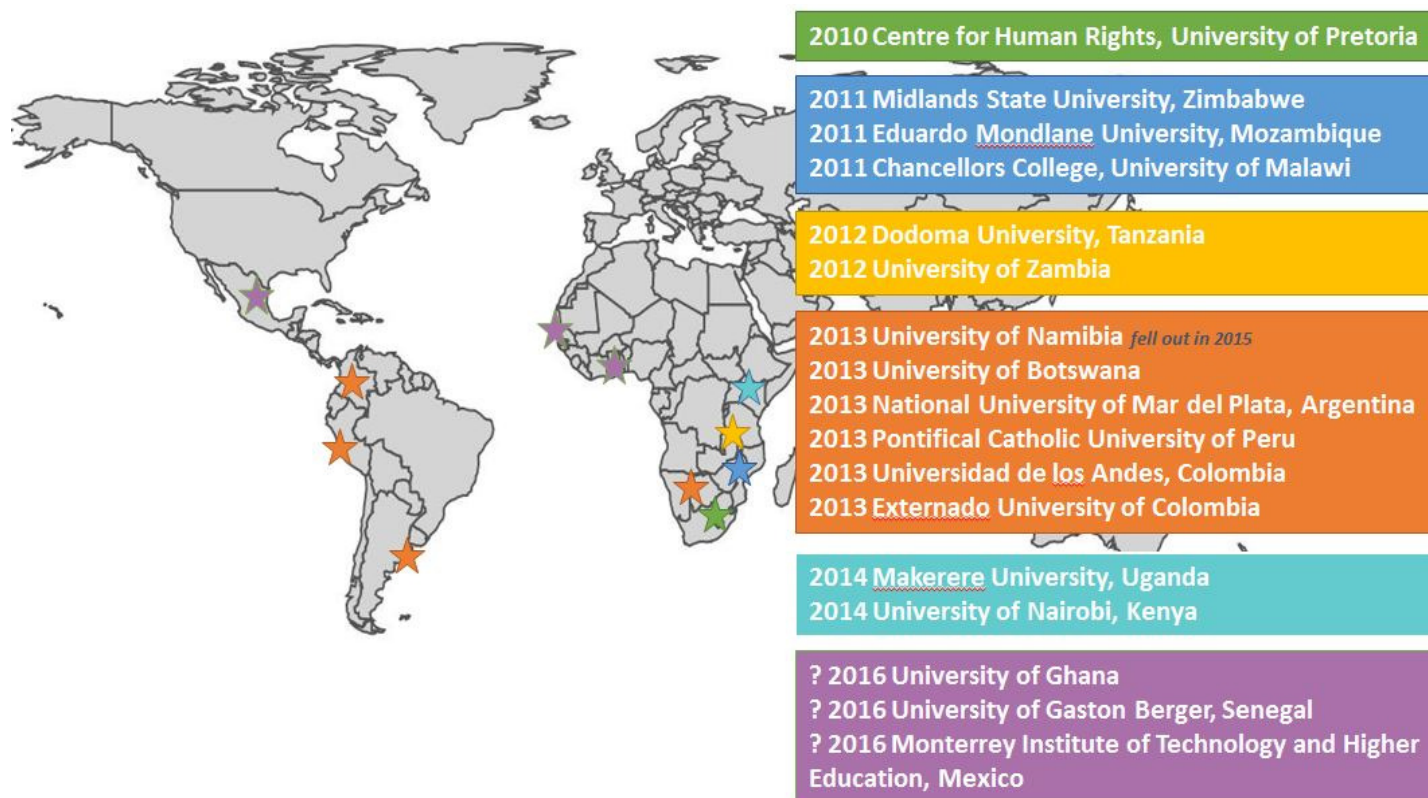 2010 Centre for Human Rights, University of Pretoria
2011 Midlands State University, Zimbabwe
2011 Eduardo Mondlane University, Mozambique
2011 Chancellors College, University of Malawi
2012 Dodoma University, Tanzania
2012 University of Zambia
2013 University of Namibia fell out in 2015
2013 University of Botswana
2013 National University of Mar del Plata, Argentina
2013 Pontifical Catholic University of Peru
2013 Universidad de los Andes, Colombia
2013 Externado University of Colombia
2014 Makerere University, Uganda
2014 University of Nairobi, Kenya
? 2016 University of Ghana
? 2016 University of Gaston Berger, Senegal
? 2016 Monterrey Institute of Technology and Higher
Education, Mexico